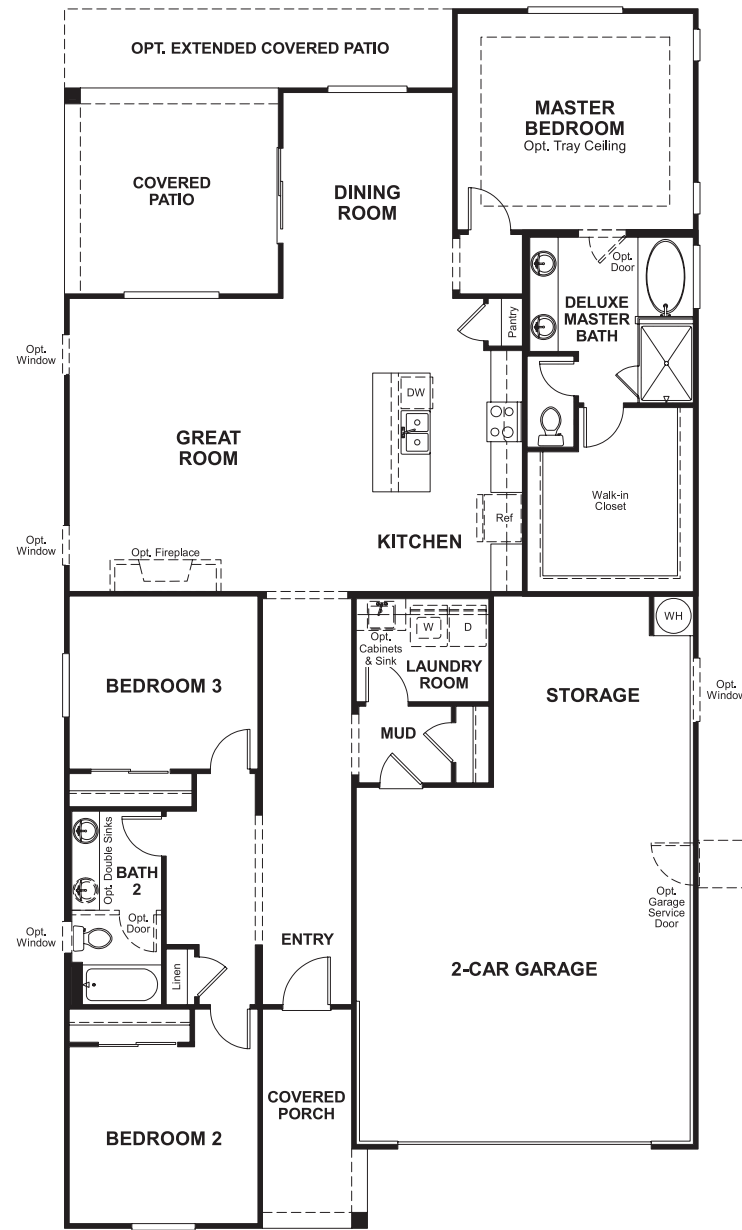 OPT. EXTENDED COVERED PATIO
MASTER
BEDROOM
Opt. Tray Ceiling
COVERED
PATIO
DINING
ROOM
Opt.
Door
DELUXE
MASTER
BATH
Pantry
Opt.
Window
DW
GREAT
ROOM
Walk-in
Closet
Ref
KITCHEN
Opt.
Window
Opt. Fireplace
WH
W
D
Opt.
Cabinets
& Sink
LAUNDRY
ROOM
BEDROOM 3
STORAGE
Opt.
Window
MUD
Opt. Double Sinks
BATH
2
Opt.
Door
Opt.
Window
Opt.
Garage
Service
Door
ENTRY
Linen
2-CAR GARAGE
COVERED
PORCH
BEDROOM 2